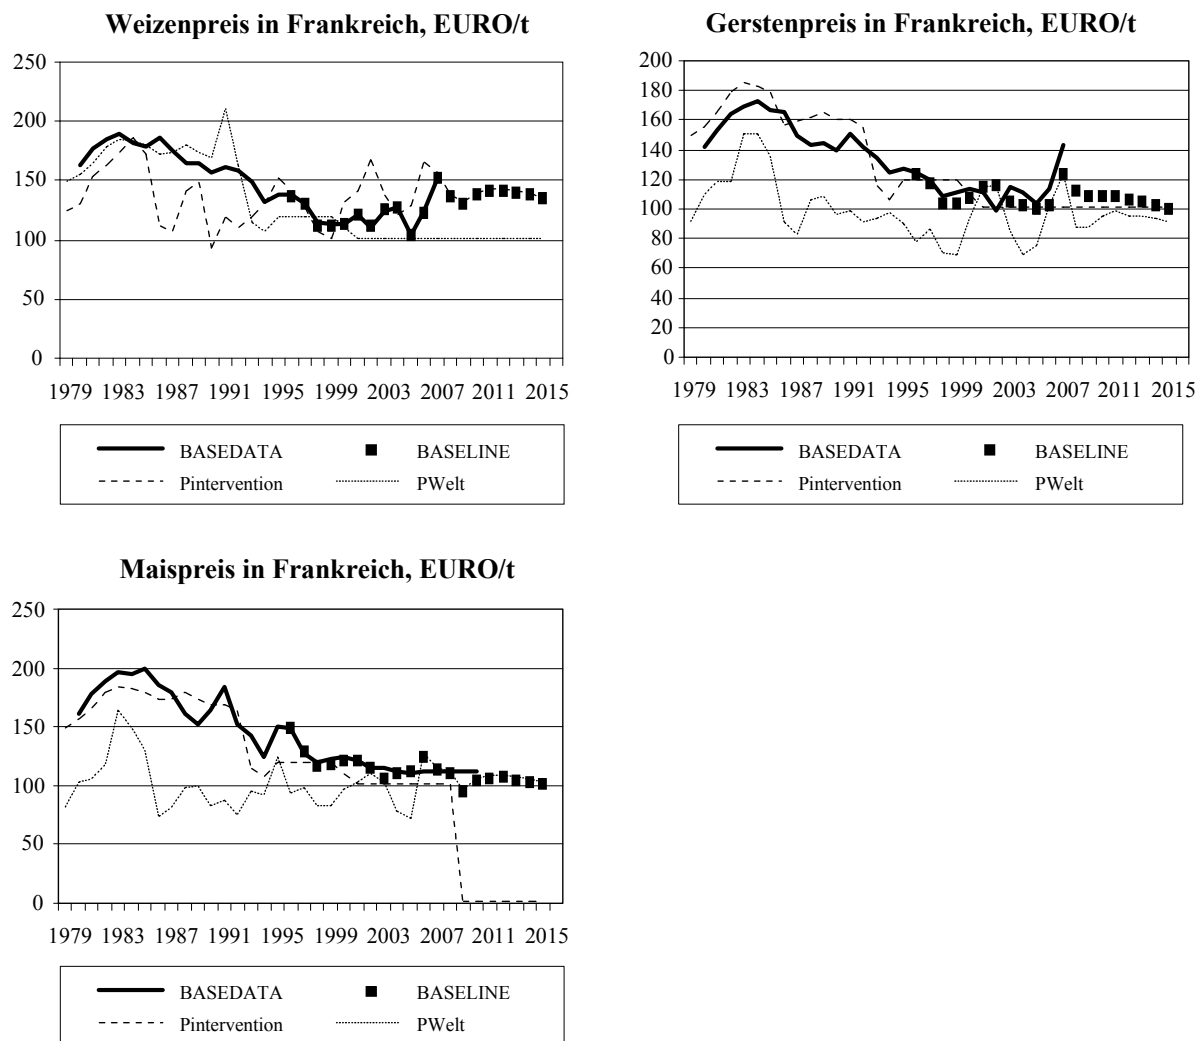 Weizenpreis in Frankreich, EURO/t
250
200
150
100
50
0
1979 1983 1987 1991 1995 1999 2003 2007 2011 2015
BASEDATA BASELINE
Pintervention PWelt
Gerstenpreis in Frankreich, EURO/t
200
180
160
140
120
100
80
60
40
20
0
1979 1983 1987 1991 1995 1999 2003 2007 2011 2015
BASEDATA BASELINE
Pintervention PWelt
Maispreis in Frankreich, EURO/t
250
200
150
100
50
0
1979 1983 1987 1991 1995 1999 2003 2007 2011 2015
BASEDATA BASELINE
Pintervention PWelt